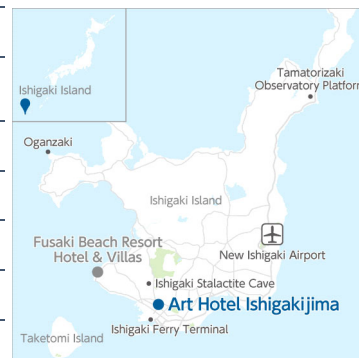 Ishigaki Island
Tamatorizaki
Observatory Platfor
Oganzaki
Ishigaki Island
Fusaki Beach Resort
Hotel & Villas
New Ishigaki Airport
Ishigaki Stalactite Cave
Art Hotel Ishigakijima
Ishigaki Ferry Terminal
Taketomi Island